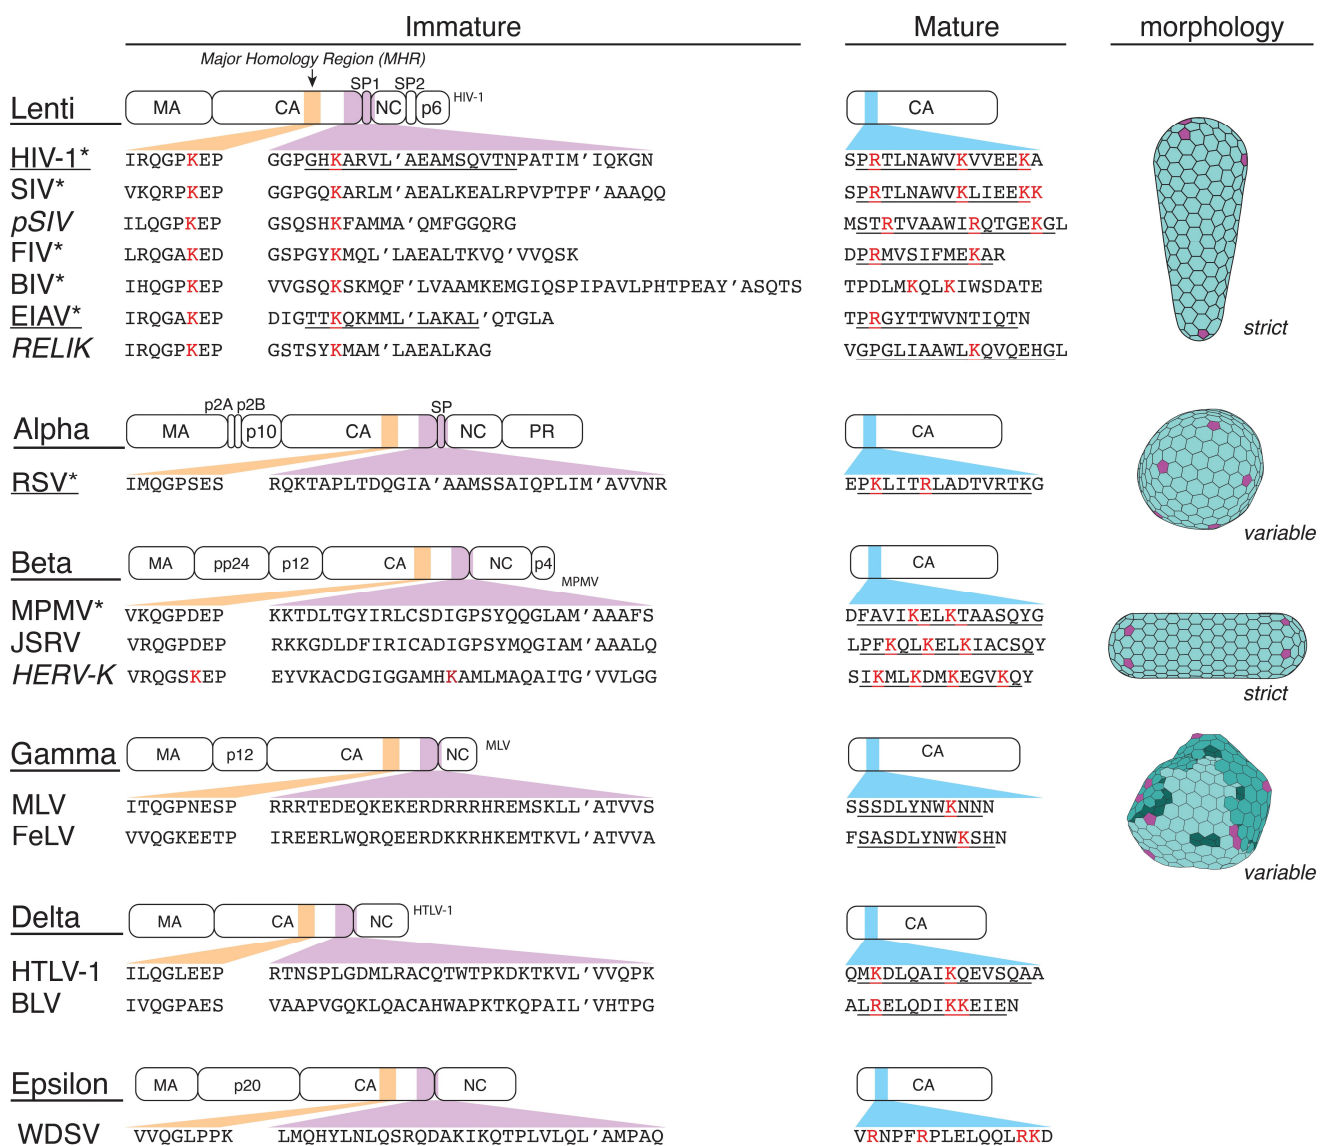 Immature Mature morphology
Major Homology Region (MHR)
SP1 SP2
Lenti MA CA NC p6 HIV-1 CA
HIV-1* IRQGPKEP GGPGHKARVL’AEAMSQVTNPATIM’IQKGN SPRTLNAWVKVVEEKA
SIV* VKQRPKEP GGPGQKARLM’AEALKEALRPVPTPF’AAAQQ SPRTLNAWVKLIEEKK
pSIV ILQGPKEP GSQSHKFAMMA’QMFGGQRG MSTRTVAAWIRQTGEKGL
FIV* LRQGAKED GSPGYKMQL’LAEALTKVQ’VVQSK DPRMVSIFMEKAR
BIV* IHQGPKEP VVGSQKSKMQF’LVAAMKEMGIQSPIPAVLPHTPEAY’ASQTS TPDLMKQLKIWSDATE
EIAV* IRQGAKEP DIGTTKQKMML’LAKAL’QTGLA TPRGYTTWVNTIQTN
RELIK IRQGPKEP GSTSYKMAM’LAEALKAG VGPGLIAAWLKQVQEHGL
strict
p2A p2B SP
Alpha MA p10 CA NC PR CA
RSV* IMQGPSES RQKTAPLTDQGIA’AAMSSAIQPLIM’AVVNR EPKLITRLADTVRTKG
variable
Beta MA pp24 p12 CA NC p4 MPMV CA
MPMV* VKQGPDEP KKTDLTGYIRLCSDIGPSYQQGLAM’AAAFS DFAVIKELKTAASQYG
JSRV VRQGPDEP RKKGDLDFIRICADIGPSYMQGIAM’AAALQ LPFKQLKELKIACSQY
HERV-K VRQGSKEP EYVKACDGIGGAMHKAMLMAQAITG’VVLGG SIKMLKDMKEGVKQY
strict
Gamma MA p12 CA NC MLV CA
MLV ITQGPNESP RRRTEDEQKEKERDRRRHREMSKLL’ATVVS SSSDLYNWKNNN
FeLV VVQGKEETP IREERLWQRQEERDKKRHKEMTKVL’ATVVA FSASDLYNWKSHN
variable
Delta MA CA NC HTLV-1 CA
HTLV-1 ILQGLEEP RTNSPLGDMLRACQTWTPKDKTKVL’VVQPK QMKDLQAIKQEVSQAA
BLV IVQGPAES VAAPVGQKLQACAHWAPKTKQPAIL’VHTPG ALRELQDIKKEIEN
Epsilon MA p20 CA NC CA
WDSV VVQGLPPK LMQHYLNLQSRQDAKIKQTPLVLQL’AMPAQ VRNPFRPLELQQLRKD